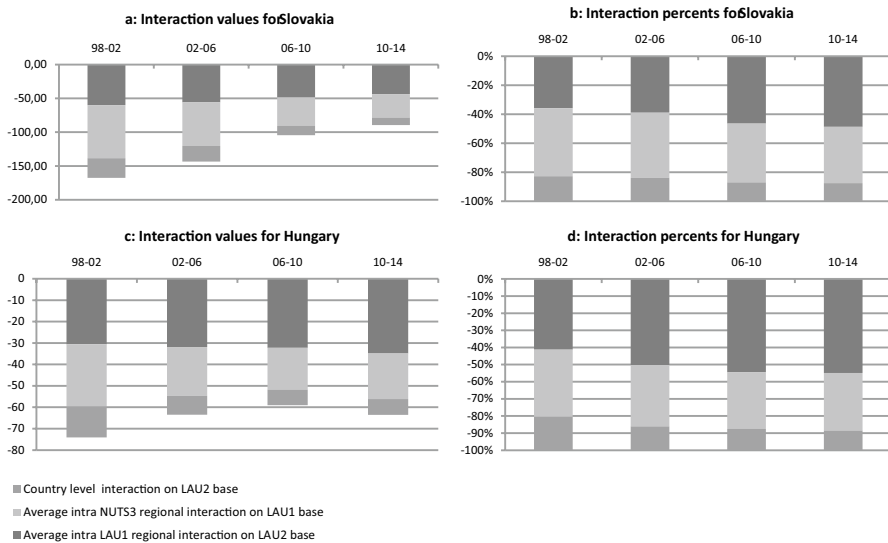 a: Interaction values forSlovakia
98-02 02-06 06-10 10-14
0,00
-50,00
-100,00
-150,00
-200,00
b: Interaction percents forSlovakia
98-02 02-06 06-10 10-14
0%
-20%
-40%
-60%
-80%
-100%
c: Interaction values for Hungary
98-02 02-06 06-10 10-14
0
-10
-20
-30
-40
-50
-60
-70
-80
d: Interaction percents for Hungary
98-02 02-06 06-10 10-14
0%
-10%
-20%
-30%
-40%
-50%
-60%
-70%
-80%
-90%
-100%
Country level interaction on LAU2 base
Average intra NUTS3 regional interaction on LAU1 base
Average intra LAU1 regional interaction on LAU2 base